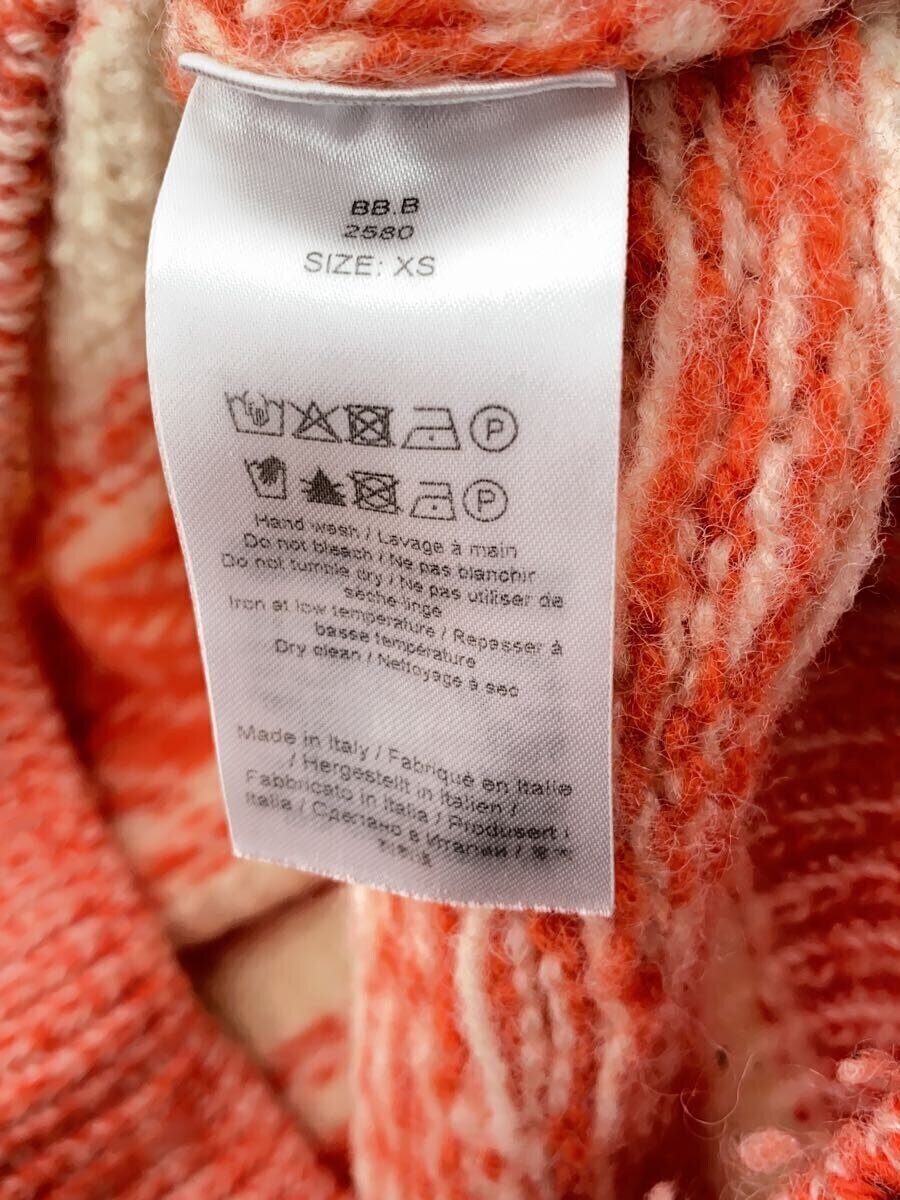 BB.B
2580
SIZE: XS
P
P
Hand wash / Lavage à main
Do not bleach / Ne pas blanchir
Do not tumble dry / Ne pas utiliser de
sèche-linge
Iron at low temperature / Repasser à
basse température
Dry clean / Nettoyage à sec
Made in Italy / Fabriqué en Italie
/ Hergestellt in Italien /
Fabbricato in Italia / Produsert i
Italia / Сделано в Италии /